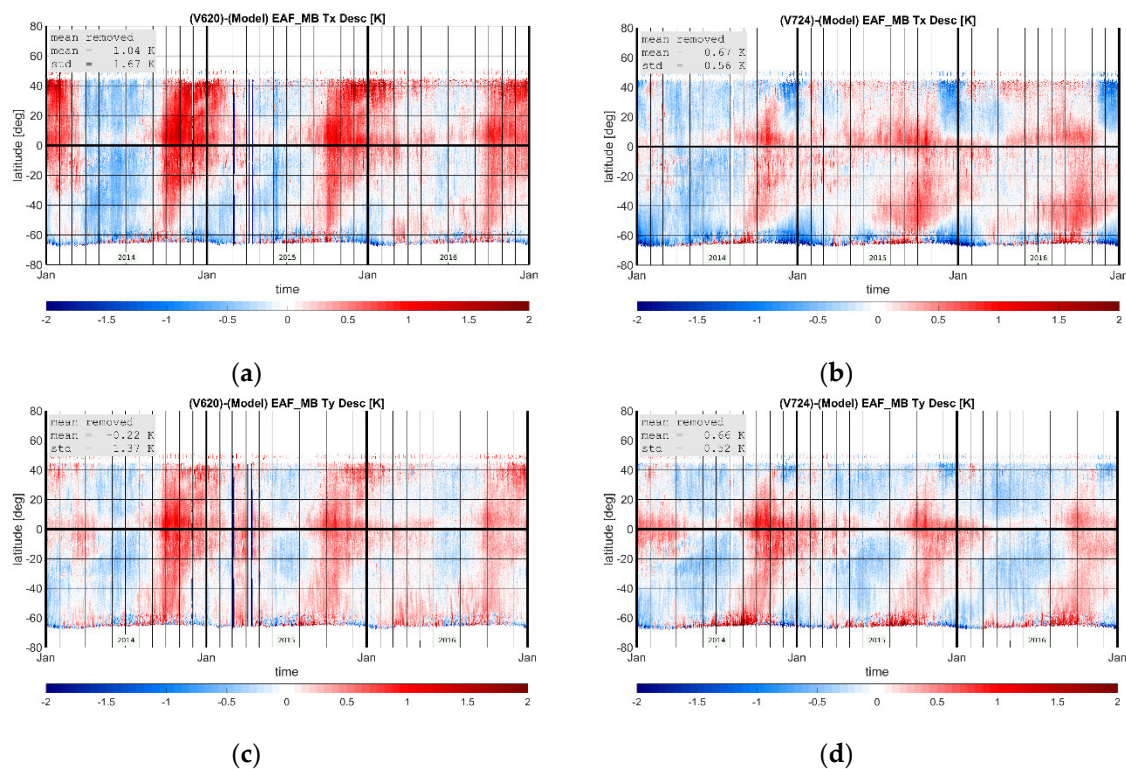 (V620)-(Model) EAF_MB Tx Desc [K]
mean removed
mean = 1.04 K
std = 1.67 K
latitude [deg]
80
60
40
20
0
-20
-40
-60
-80
2014
2015
2016
Jan
Jan
Jan
Jan
time
-2
-1.5
-1
-0.5
0
0.5
1
1.5
2
(a)
(V724)-(Model) EAF_MB Tx Desc [K]
mean removed
mean = 0.67 K
std = 0.56 K
latitude [deg]
80
60
40
20
0
-20
-40
-60
-80
2014
2015
2016
Jan
Jan
Jan
Jan
time
-2
-1.5
-1
-0.5
0
0.5
1
1.5
2
(b)
(V620)-(Model) EAF_MB Ty Desc [K]
mean removed
mean = -0.22 K
std = 1.37 K
latitude [deg]
80
60
40
20
0
-20
-40
-60
-80
2014
2015
2016
Jan
Jan
Jan
Jan
time
-2
-1.5
-1
-0.5
0
0.5
1
1.5
2
(c)
(V724)-(Model) EAF_MB Ty Desc [K]
mean removed
mean = 0.66 K
std = 0.52 K
latitude [deg]
80
60
40
20
0
-20
-40
-60
-80
2014
2015
2016
Jan
Jan
Jan
Jan
time
-2
-1.5
-1
-0.5
0
0.5
1
1.5
2
(d)